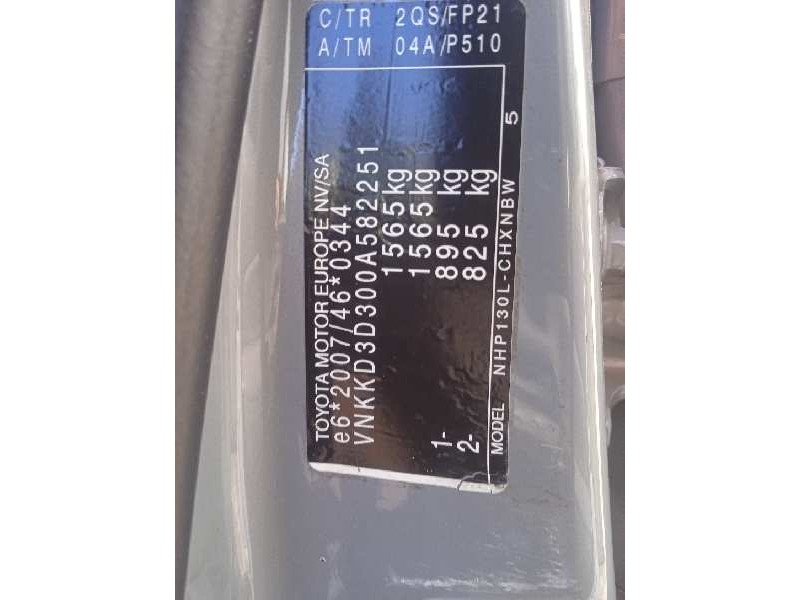 C/TR 2QS/FP21
A/TM 04A/P510
TOYOTA MOTOR EUROPE NV/SA
e6*2007/46*0344
VNKKD3D300A582251
1565kg
1565kg
1- 895 kg
2- 825 kg
MODEL NHP130L-CHXNBW 5